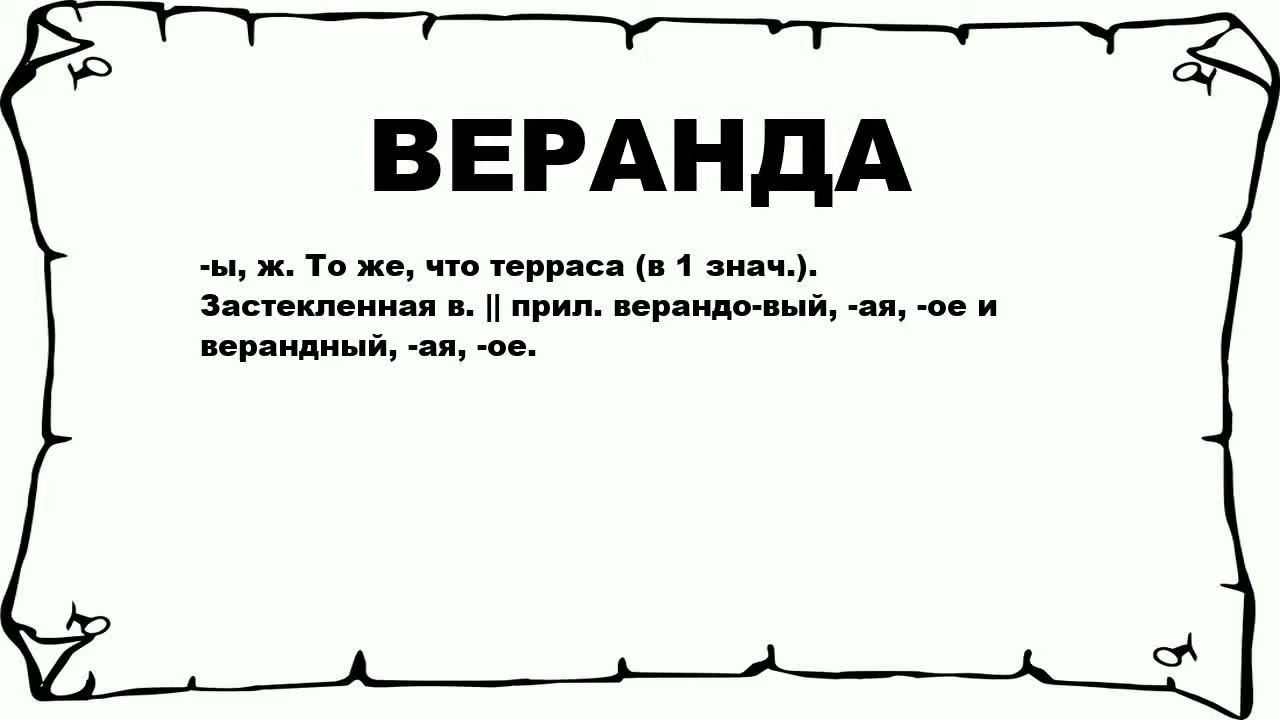 ВЕРАНДА
-ы, ж. То же, что терраса (в 1 знач.).
Застекленная в. || прил. верандо-вый, -ая, -ое и
верандный, -ая, -ое.